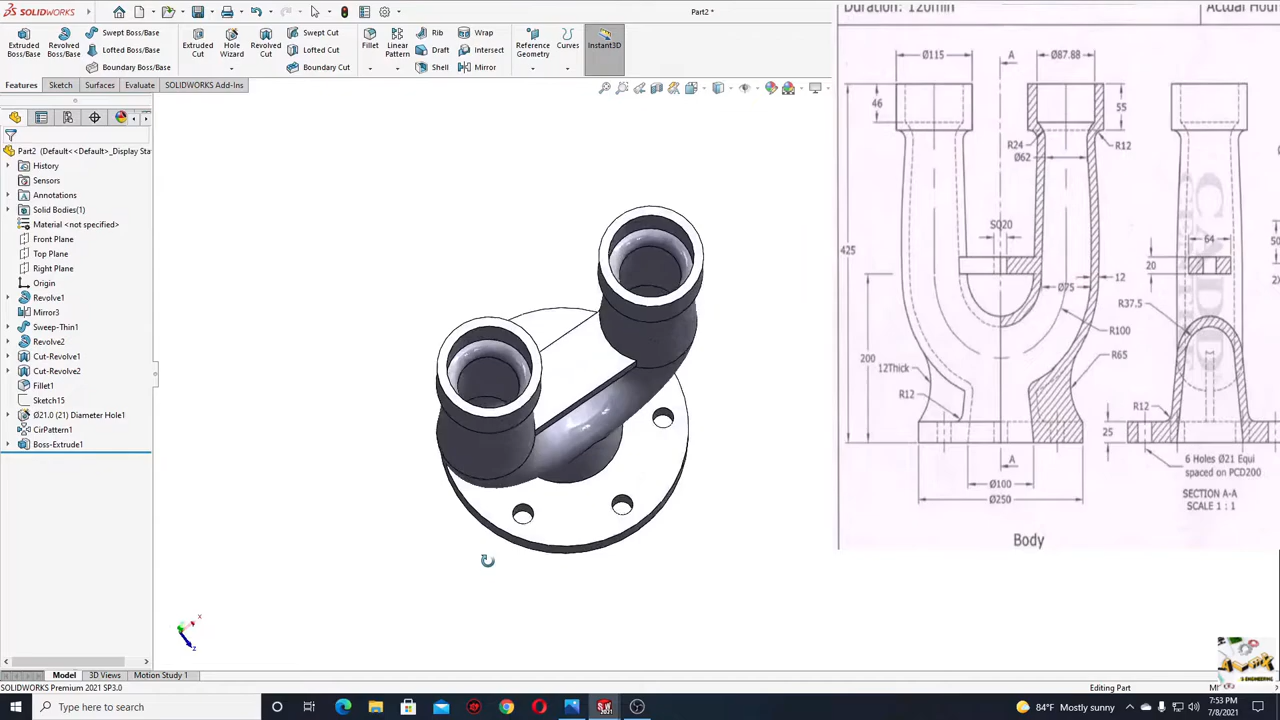 SOLIDWORKS
Part2 *
Duration: 120min
Actual Hour
Extruded Boss/Base
Revolved Boss/Base
Swept Boss/Base
Lofted Boss/Base
Boundary Boss/Base
Extruded Cut
Hole Wizard
Revolved Cut
Swept Cut
Lofted Cut
Boundary Cut
Fillet
Linear Pattern
Rib
Draft
Shell
Wrap
Intersect
Mirror
Reference Geometry
Curves
Instant3D
Features
Sketch
Surfaces
Evaluate
SOLIDWORKS Add-Ins
Part2 (Default<<Default>_Display Sta
History
Sensors
Annotations
Solid Bodies(1)
Material <not specified>
Front Plane
Top Plane
Right Plane
Origin
Revolve1
Mirror3
Sweep-Thin1
Revolve2
Cut-Revolve1
Cut-Revolve2
Fillet1
Sketch15
Ø21.0 (21) Diameter Hole1
CirPattern1
Boss-Extrude1
Ø115
A
Ø87.88
46
55
R24
Ø62
R12
SQ20
64
425
20
Ø75
12
R37.5
R100
200
R65
12Thick
R12
R12
25
A
Ø100
Ø250
6 Holes Ø21 Equi
spaced on PCD200
SECTION A-A
SCALE 1 : 1
Body
x
z
Model
3D Views
Motion Study 1
SOLIDWORKS Premium 2021 SP3.0
Editing Part
Type here to search
84°F Mostly sunny
7:53 PM
7/8/2021